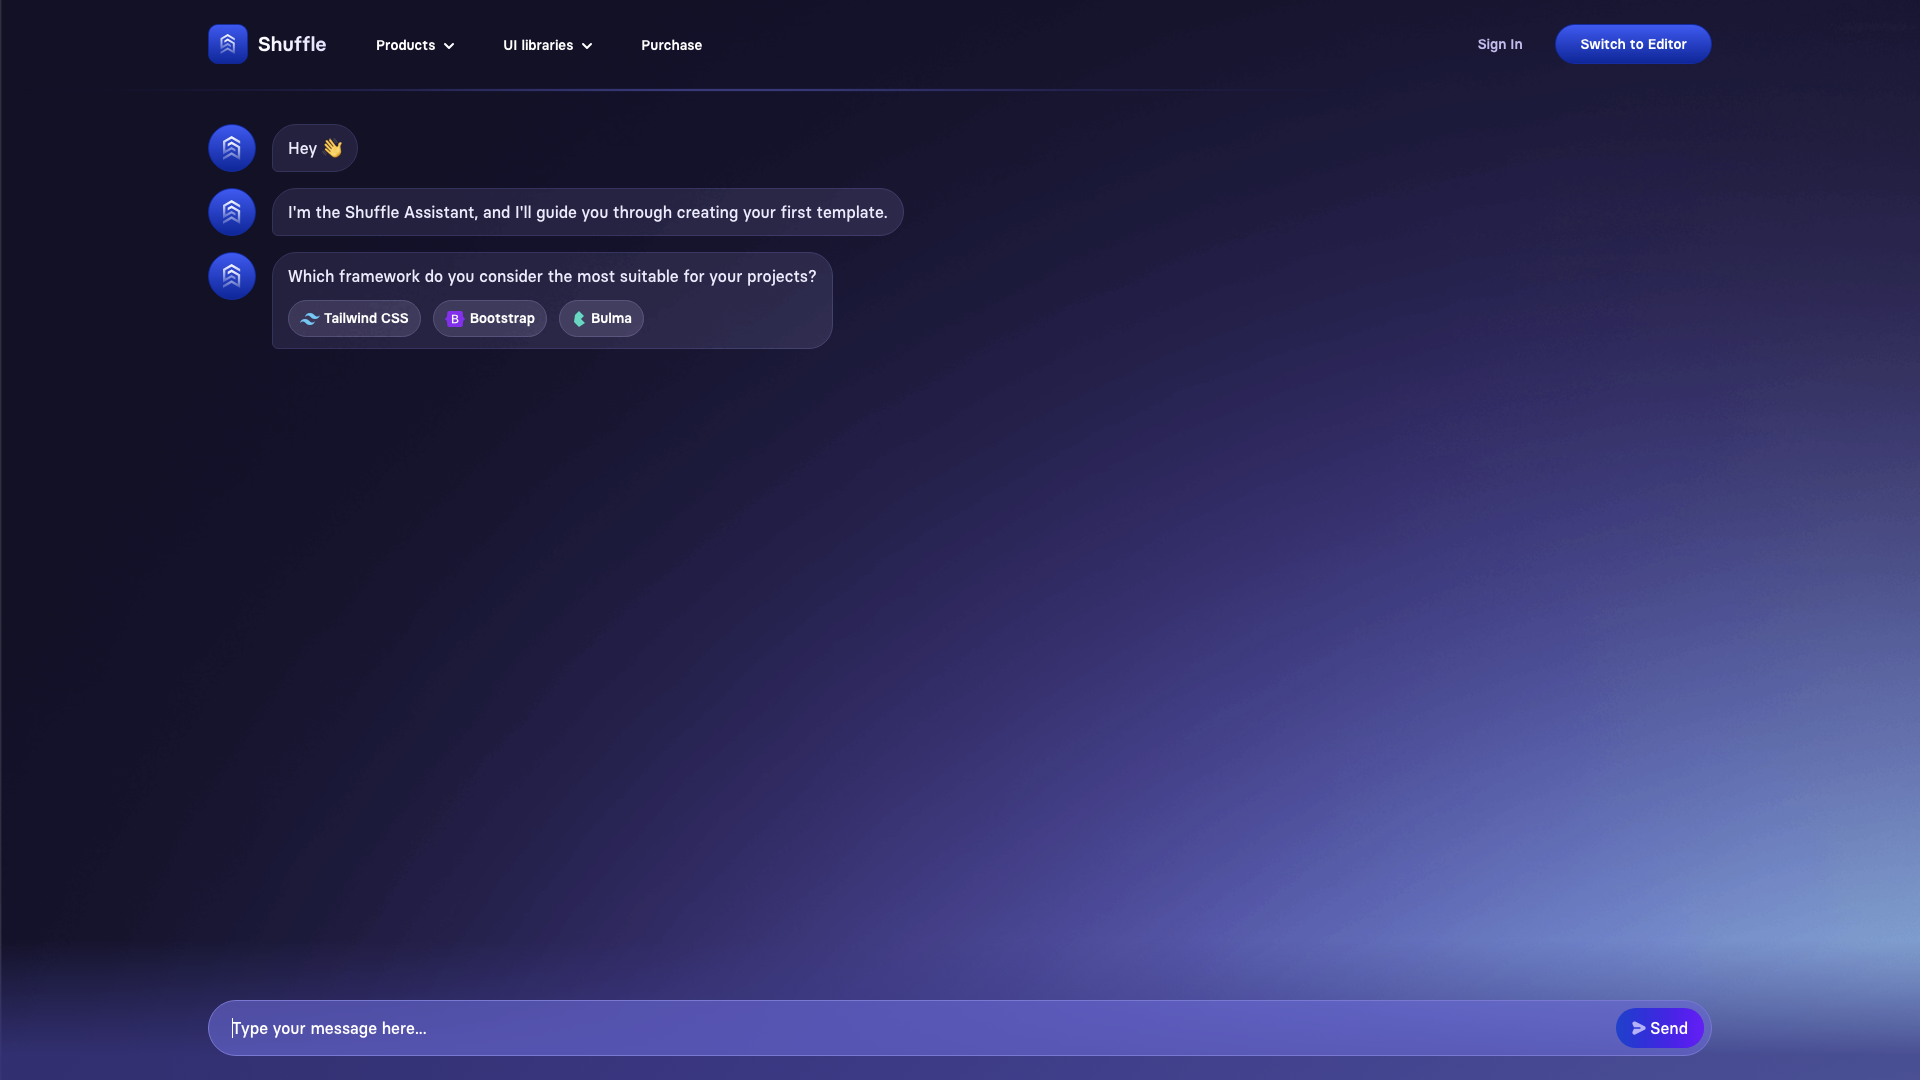 Shuffle
Products
UI libraries
Purchase
Sign In
Switch to Editor
Hey 👋
I'm the Shuffle Assistant, and I'll guide you through creating your first template.
Which framework do you consider the most suitable for your projects?
Tailwind CSS
B Bootstrap
Bulma
Type your message here...
Send